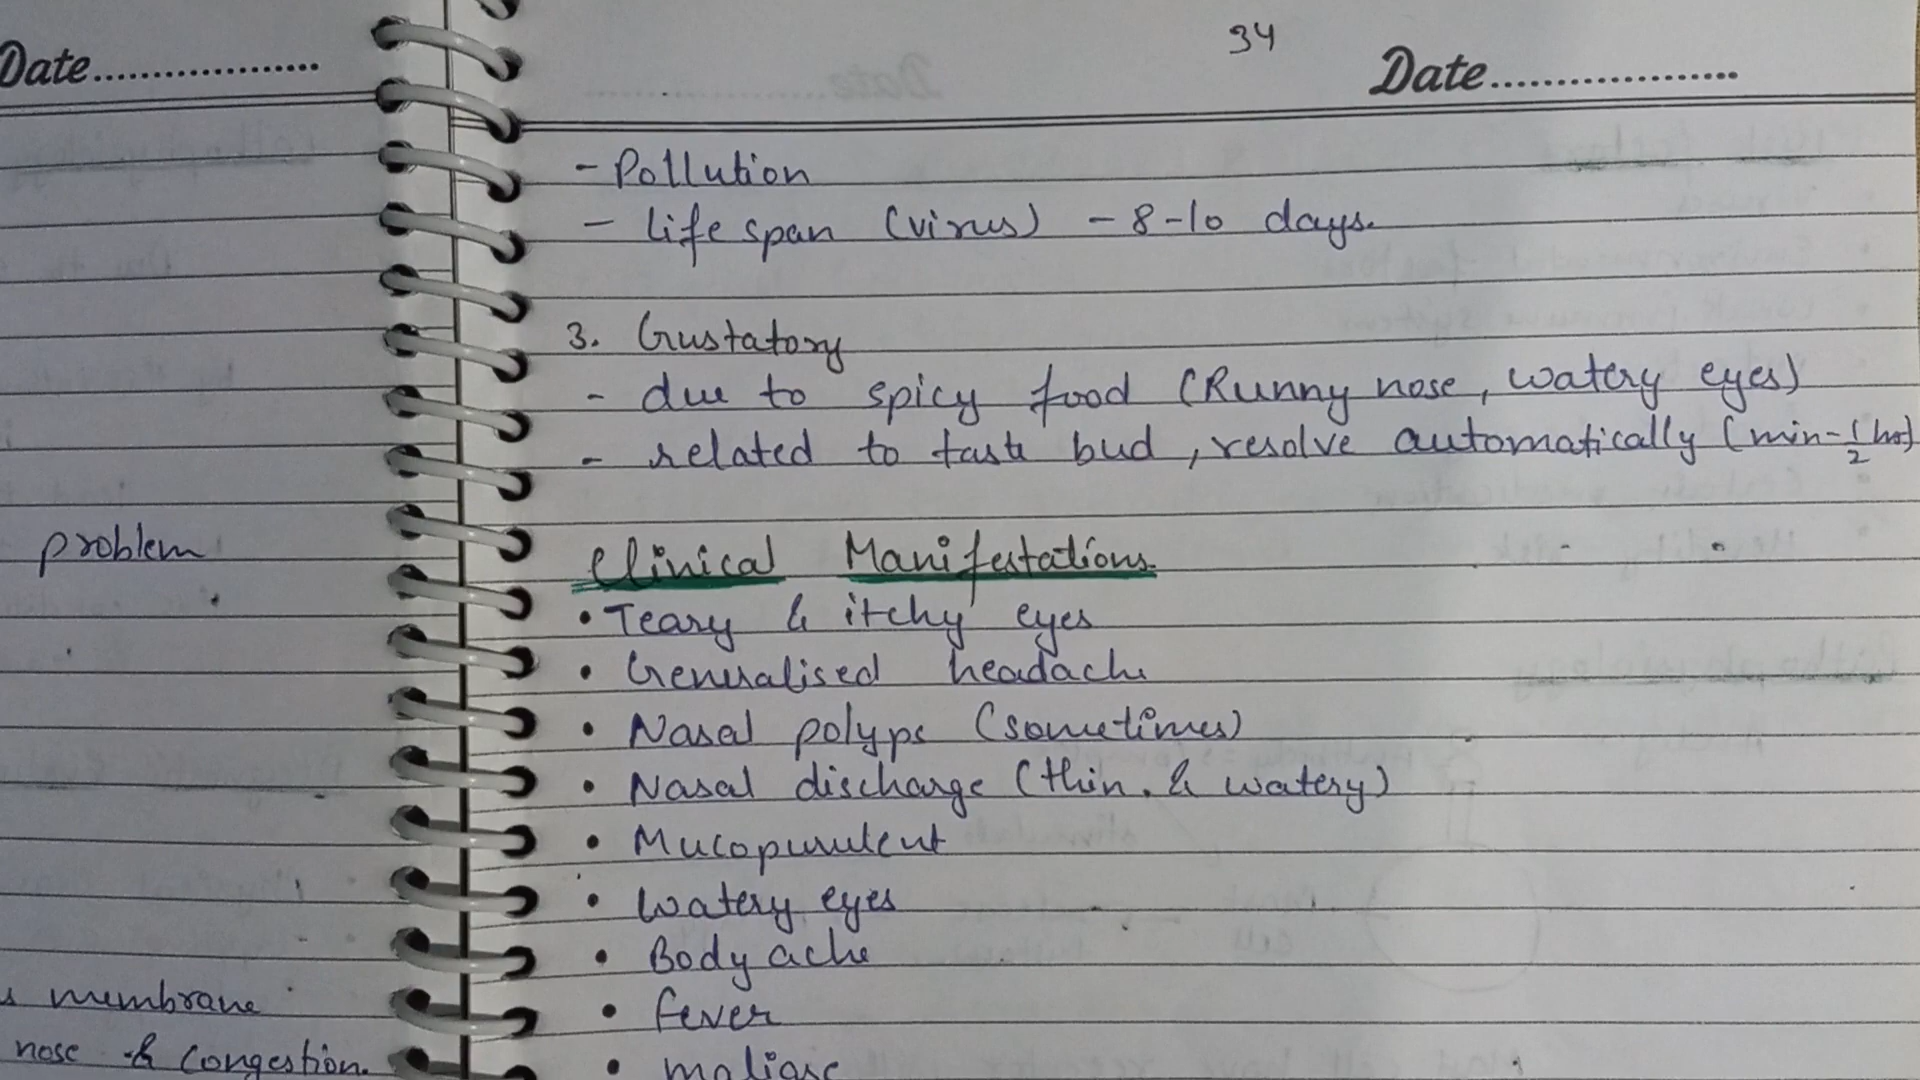 Date....................
problem
membrane
nose & congestion.
34
Date....................
- Pollution
- Life span (virus) - 8-10 days.
3. Gustatory
- due to spicy food (Runny nose, watery eyes)
- related to taste bud, resolve automatically (min-1/2 hr)
Clinical Manifestations
• Teary & itchy eyes
• Generalised headache
• Nasal polyps (sometimes)
• Nasal discharge (thin & watery)
• Mucopurulent
• Watery eyes
• Body ache
• fever
• maliase